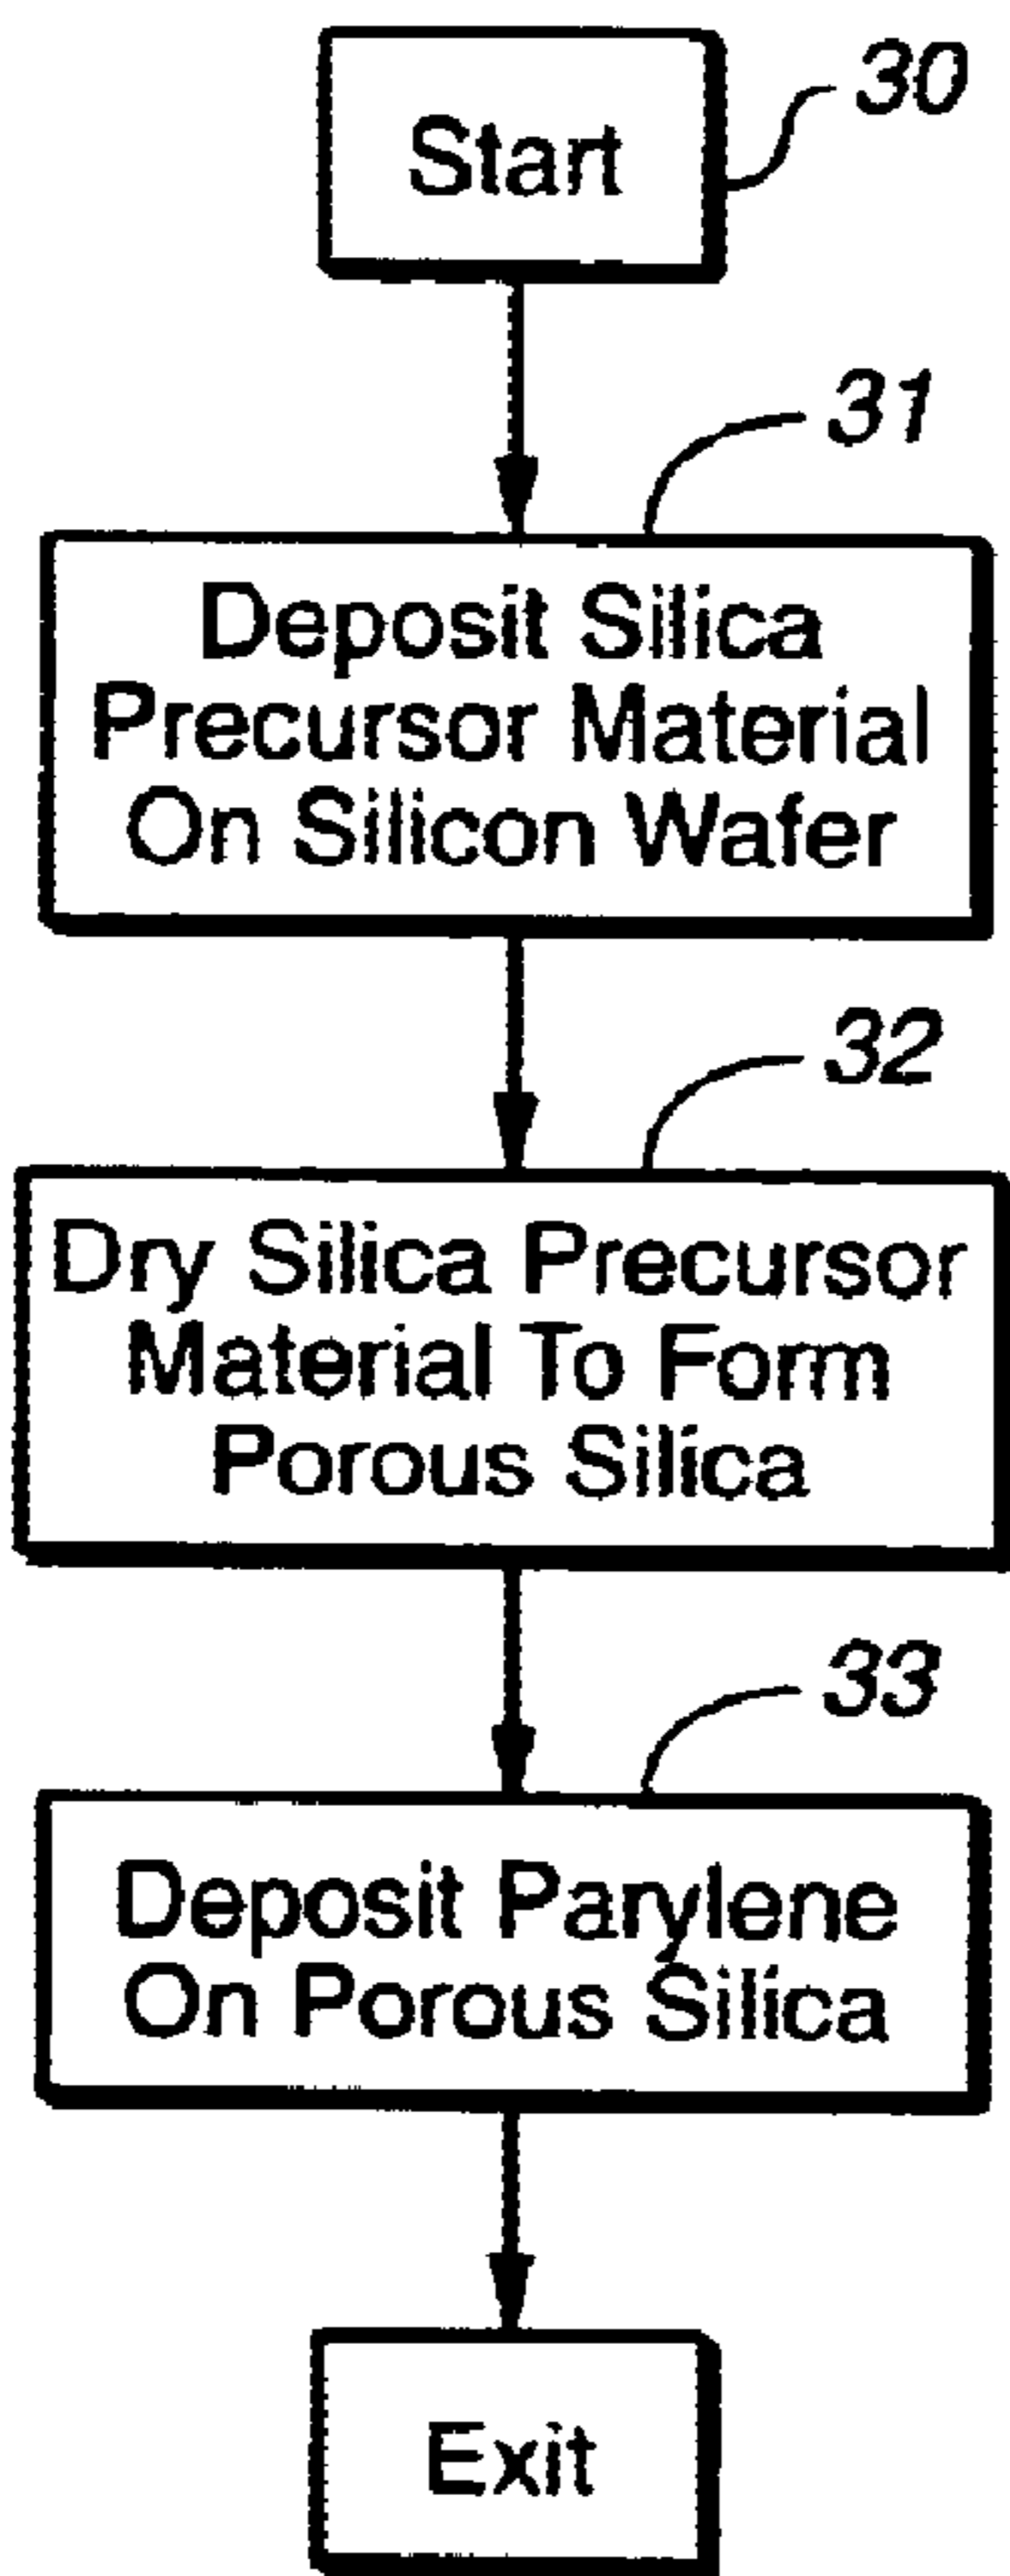 Start
30
31
Deposit Silica
Precursor Material
On Silicon Wafer
32
Dry Silica Precursor
Material To Form
Porous Silica
33
Deposit Parylene
On Porous Silica
Exit